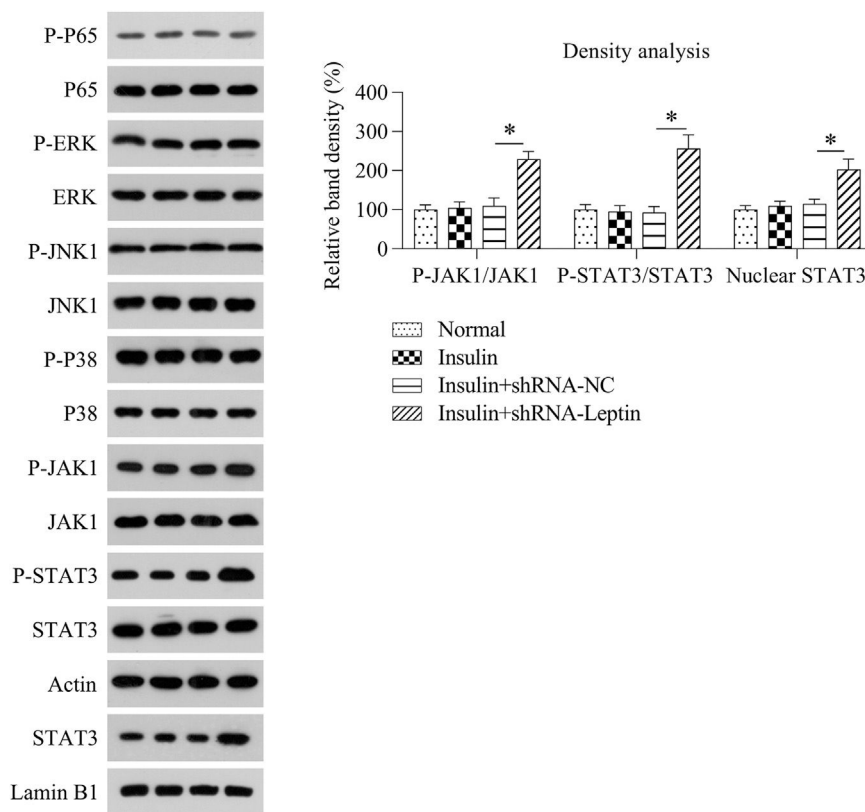 P-P65
P65
P-ERK
ERK
P-JNK1
JNK1
P-P38
P38
P-JAK1
JAK1
P-STAT3
STAT3
Actin
STAT3
Lamin B1
Density analysis
Relative band density (%)
400
300
200
100
0
*
*
*
P-JAK1/JAK1 P-STAT3/STAT3 Nuclear STAT3
Normal
Insulin
Insulin+shRNA-NC
Insulin+shRNA-Leptin